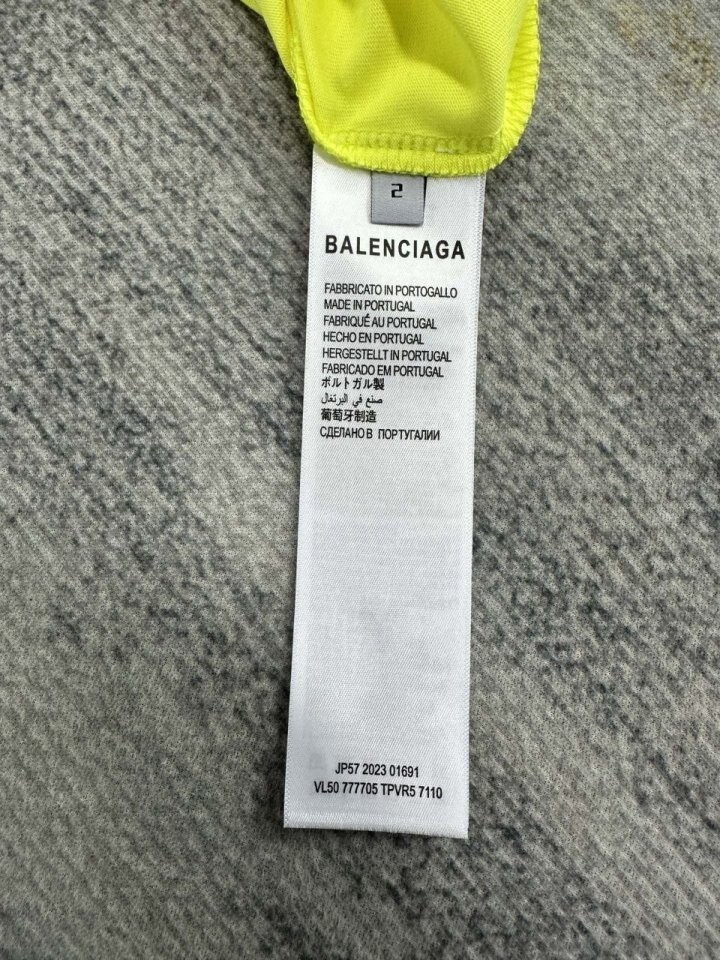 2
BALENCIAGA
FABBRICATO IN PORTOGALLO
MADE IN PORTUGAL
FABRIQUÉ AU PORTUGAL
HECHO EN PORTUGAL
HERGESTELLT IN PORTUGAL
FABRICADO EM PORTUGAL
ポルトガル製
صنع في البرتغال
葡萄牙制造
СДЕЛАНО В ПОРТУГАЛИИ
JP57 2023 01691
VL50 777705 TPVR5 7110